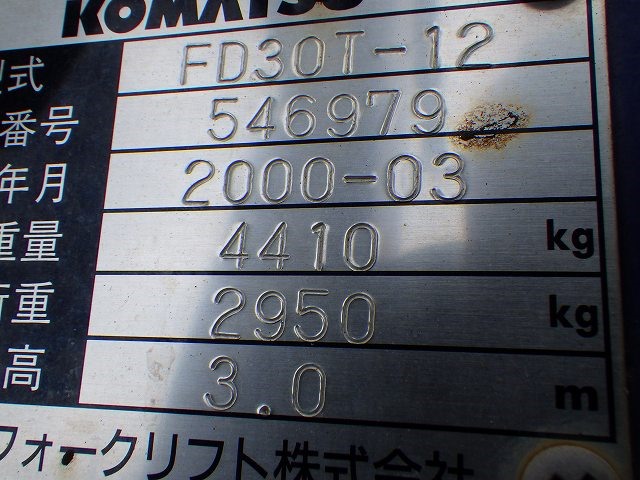 KOMATSU
型式 FD30T-12
番号 546979
年月 2000-03
重量 4410 kg
荷重 2950 kg
高 3.0 m
フォークリフト株式会社